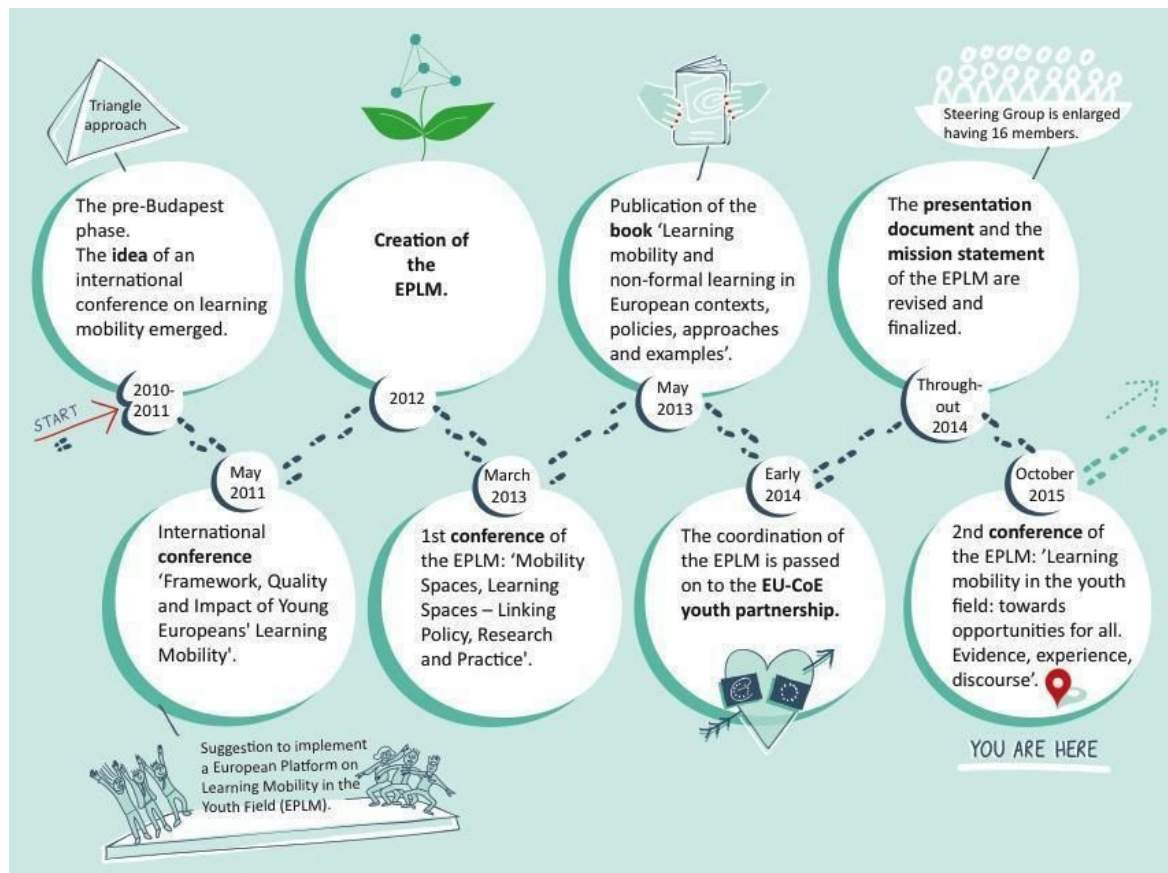 Triangle
approach
The pre-Budapest
phase.
The idea of an
international
conference on learning
mobility emerged.
START
2010-
2011
May
2011
International
conference
‘Framework, Quality
and Impact of Young
Europeans' Learning
Mobility'.
Suggestion to implement
a European Platform on
Learning Mobility in the
Youth Field (EPLM).
Creation of
the
EPLM.
2012
March
2013
1st conference of
the EPLM: ‘Mobility
Spaces, Learning
Spaces – Linking
Policy, Research
and Practice'.
Publication of the
book ‘Learning
mobility and
non-formal learning in
European contexts,
policies, approaches
and examples’.
May
2013
Early
2014
The coordination of
the EPLM is passed
on to the EU-CoE
youth partnership.
Steering Group is enlarged
having 16 members.
The presentation
document and the
mission statement
of the EPLM are
revised and
finalized.
Through-
out
2014
October
2015
2nd conference of
the EPLM: ’Learning
mobility in the youth
field: towards
opportunities for all.
Evidence, experience,
discourse’.
YOU ARE HERE